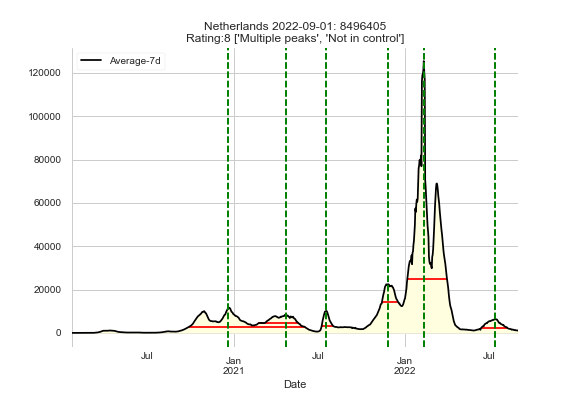 Netherlands 2022-09-01: 8496405
Rating:8 ['Multiple peaks', 'Not in control']
Average-7d
120000
100000
80000
60000
40000
20000
0
Jul
Jan
2021
Jul
Jan
2022
Jul
Date